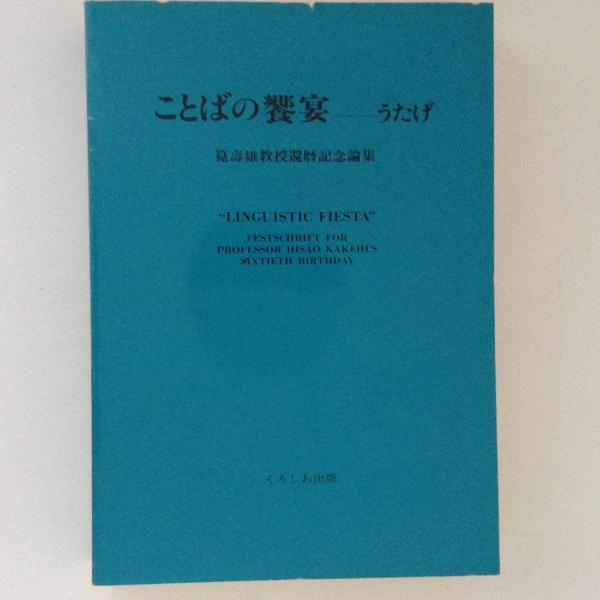 ことばの饗宴——うたげ
筧壽雄教授還暦記念論集
"LINGUISTIC FIESTA"
FESTSCHRIFT FOR
PROFESSOR HISAO KAKEHI'S
SIXTIETH BIRTHDAY
くろしお出版